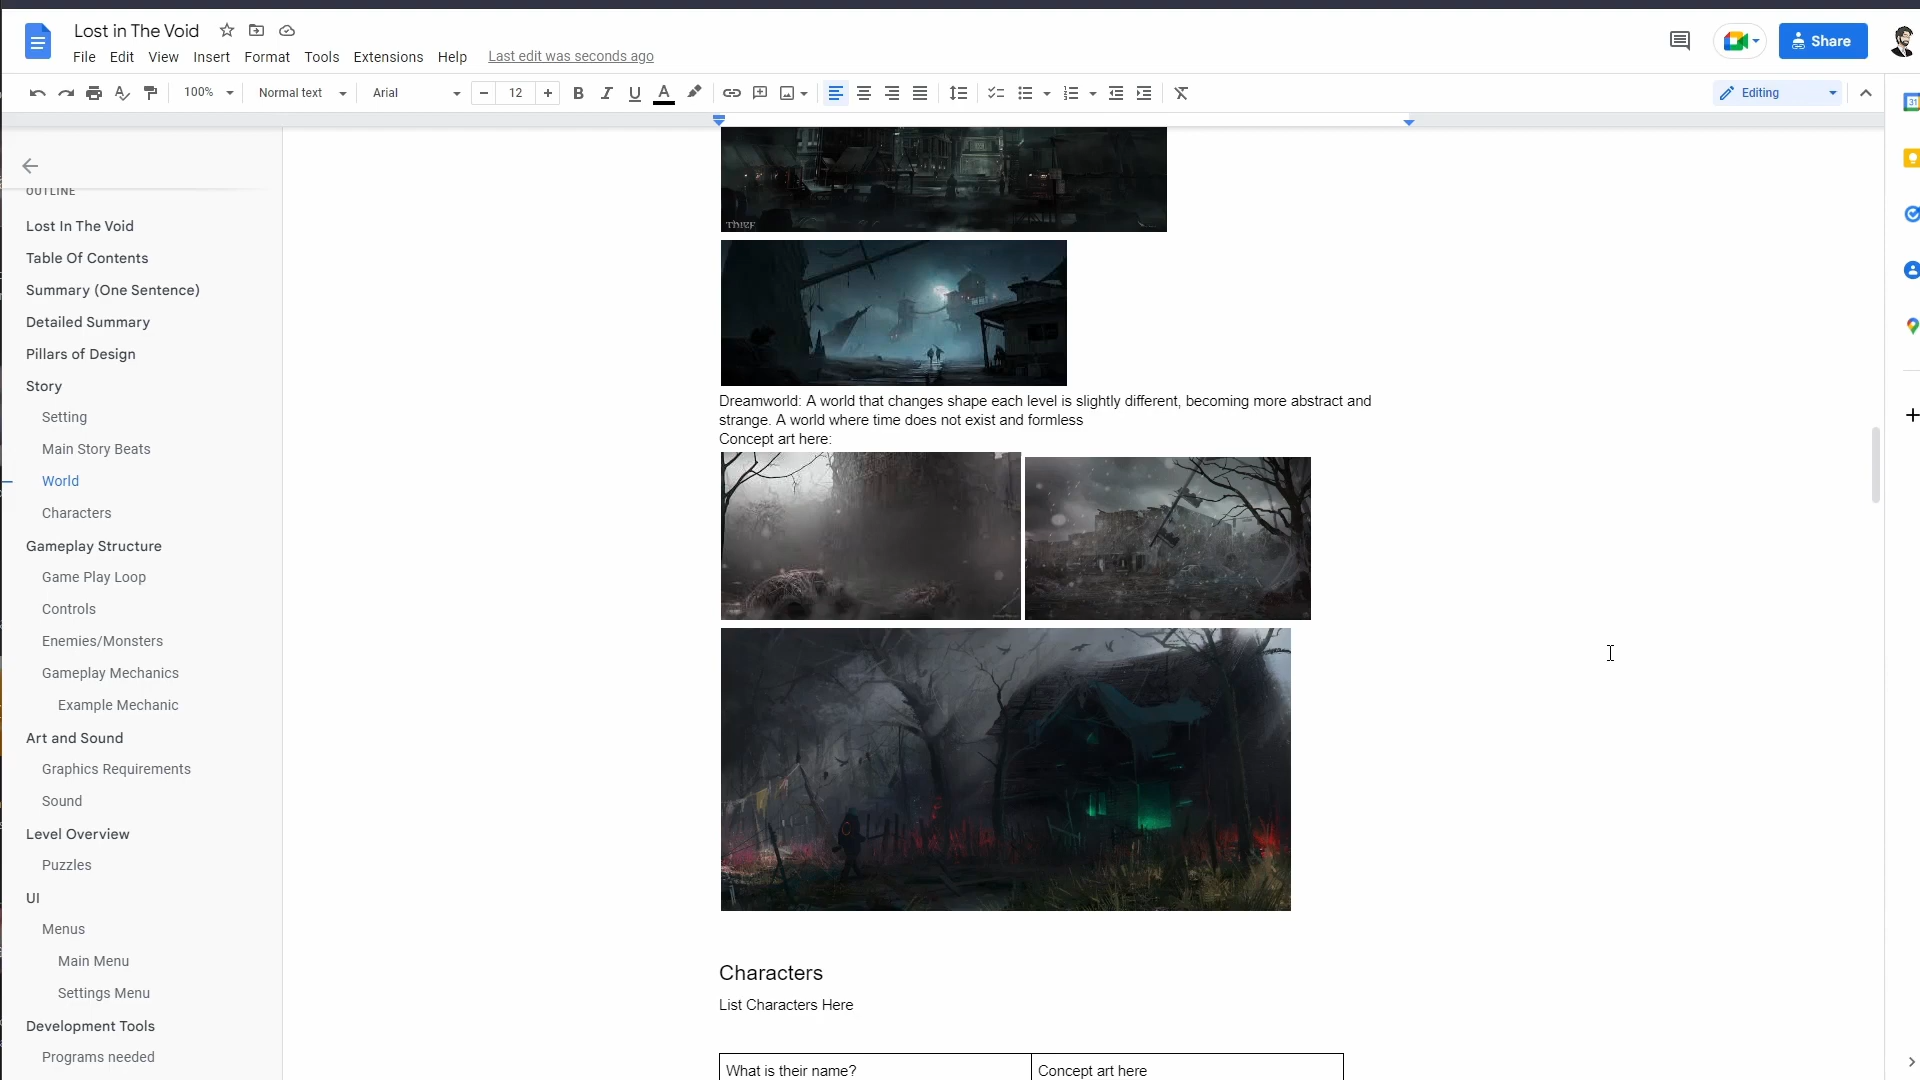 Lost in The Void
File Edit View Insert Format Tools Extensions Help Last edit was seconds ago
Share
100% Normal text Arial 12 B I U A Editing
31
OUTLINE
Lost In The Void
Table Of Contents
Summary (One Sentence)
Detailed Summary
Pillars of Design
Story
Setting
Main Story Beats
World
Characters
Gameplay Structure
Game Play Loop
Controls
Enemies/Monsters
Gameplay Mechanics
Example Mechanic
Art and Sound
Graphics Requirements
Sound
Level Overview
Puzzles
UI
Menus
Main Menu
Settings Menu
Development Tools
Programs needed
THIEF
Dreamworld: A world that changes shape each level is slightly different, becoming more abstract and
strange. A world where time does not exist and formless
Concept art here:
Characters
List Characters Here
What is their name?
Concept art here